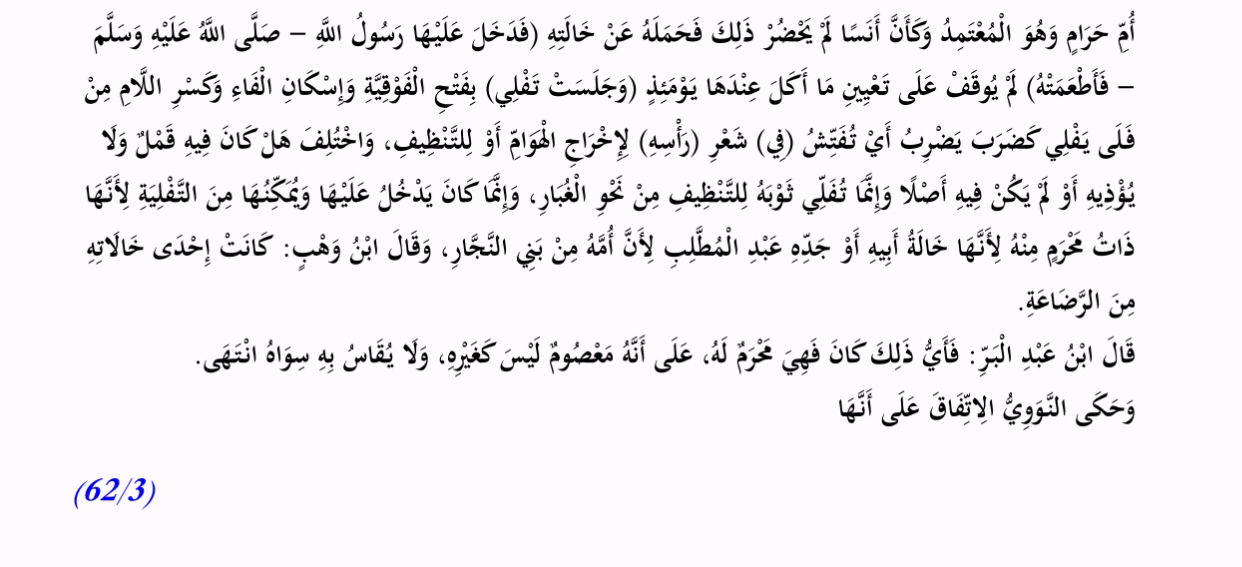 أُمِّ حَرَامٍ وَهُوَ الْمُعْتَمِدُ وَكَأَنَّ أَنَسًا لَمْ يَحْضُرْ ذَلِكَ فَحَمَلَهُ عَنْ خَالَتِهِ (فَدَخَلَ عَلَيْهَا رَسُولُ اللَّهِ – صَلَّى اللَّهُ عَلَيْهِ وَسَلَّمَ
– فَأَطْعَمَتْهُ) لَمْ يُوقَفْ عَلَى تَعْيِينِ مَا أَكَلَ عِنْدَهَا يَوْمَئِذٍ (وَجَلَسَتْ تَفْلِي) بِفَتْحِ الْفَوْقِيَّةِ وَإِسْكَانِ الْفَاءِ وَكَسْرِ اللَّامِ مِنْ
فَلَى يَفْلِي كَضَرَبَ يَضْرِبُ أَيْ تُفَتِّشُ (فِي) شَعْرِ (رَأْسِهِ) لِإِخْرَاجِ الْهَوَامِّ أَوْ لِلتَّنْظِيفِ، وَاخْتُلِفَ هَلْ كَانَ فِيهِ قَمْلٌ وَلَا
يُؤْذِيهِ أَوْ لَمْ يَكُنْ فِيهِ أَصْلًا وَإِنَّمَا تُفَلِّي ثَوْبَهُ لِلتَّنْظِيفِ مِنْ نَحْوِ الْغُبَارِ، وَإِنَّمَا كَانَ يَدْخُلُ عَلَيْهَا وَيُمَكِّنُهَا مِنَ التَّفْلِيَةِ لِأَنَّهَا
ذَاتُ مَحْرَمٍ مِنْهُ لِأَنَّهَا خَالَةُ أَبِيهِ أَوْ جَدِّهِ عَبْدِ الْمُطَّلِبِ لِأَنَّ أُمَّهُ مِنْ بَنِي النَّجَّارِ، وَقَالَ ابْنُ وَهْبٍ: كَانَتْ إِحْدَى خَالَاتِهِ
مِنَ الرَّضَاعَةِ.
قَالَ ابْنُ عَبْدِ الْبَرِّ: فَأَيُّ ذَلِكَ كَانَ فَهِيَ مَحْرَمٌ لَهُ، عَلَى أَنَّهُ مَعْصُومٌ لَيْسَ كَغَيْرِهِ، وَلَا يُقَاسُ بِهِ سِوَاهُ انْتَهَى.
وَحَكَى النَّوَوِيُّ الِاتِّفَاقَ عَلَى أَنَّهَا
(62/3)